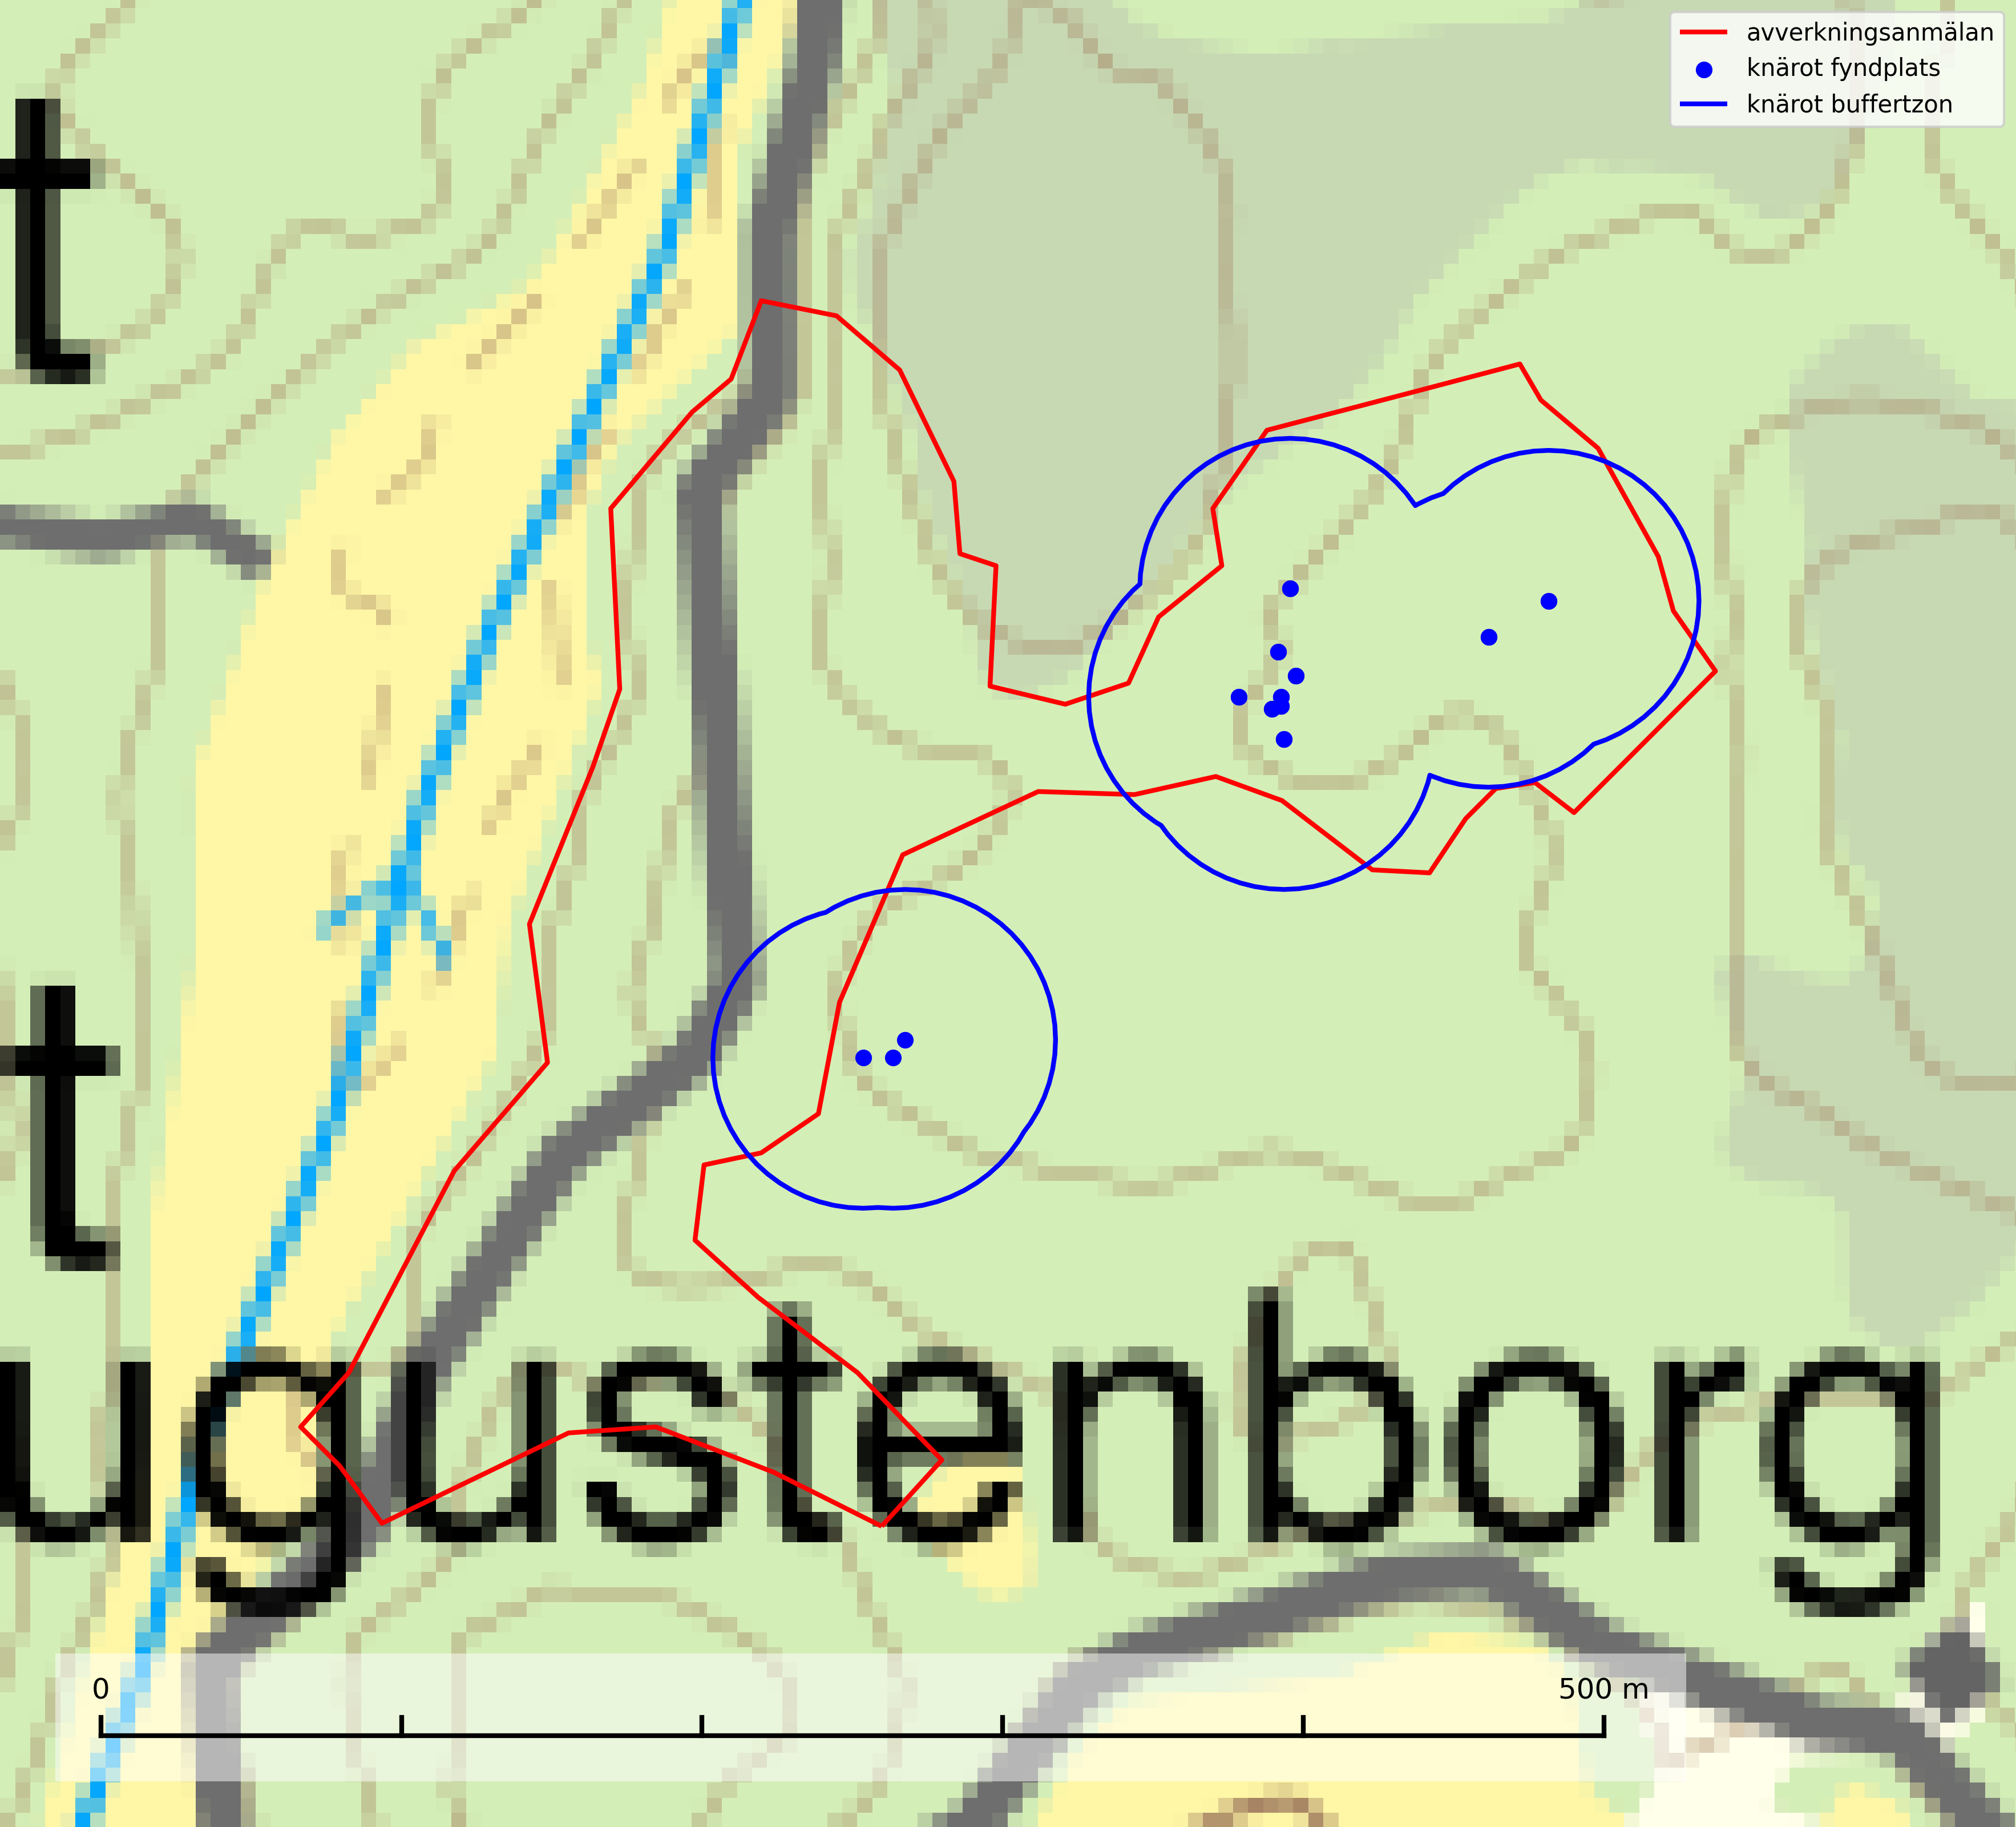 avverkningsanmälan
knärot fyndplats
knärot buffertzon
t
t
ugustenborg
0 500 m